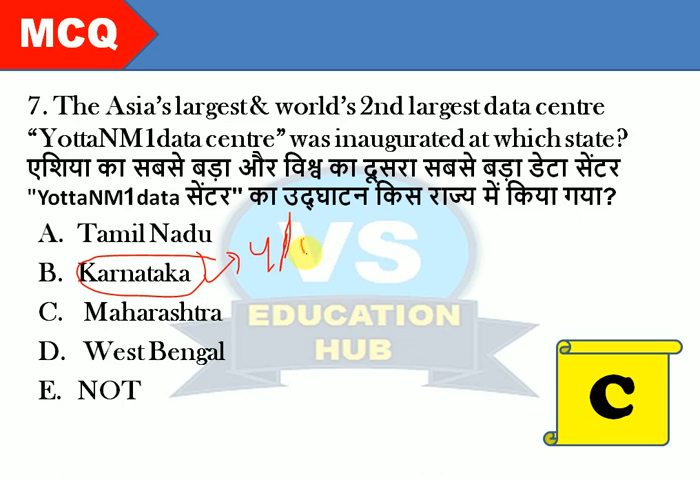 MCQ
7. The Asia's largest& world's 2nd largest data centre
“YottaNM1data centre” was inaugurated at which state?
एशिया का सबसे बड़ा और विश्व का दूसरा सबसे बड़ा डेटा सेंटर
"YottaNM1data सेंटर" का उद्घाटन किस राज्य में किया गया?
A. Tamil Nadu
B. Karnataka
C. Maharashtra
D. West Bengal
E. NOT
VS
EDUCATION
HUB
C